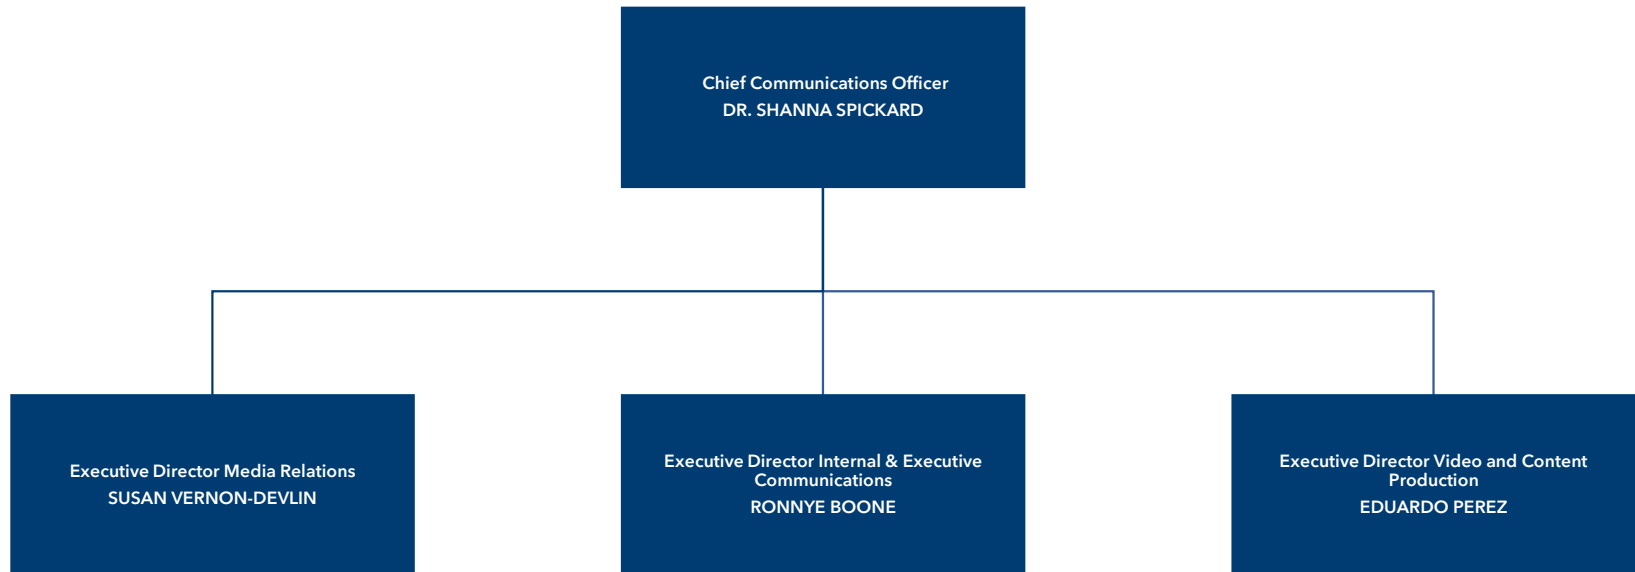 Chief Communications Officer
DR. SHANNA SPICKARD
Executive Director Media Relations
SUSAN VERNON-DEVLIN
Executive Director Internal & Executive
Communications
RONNYE BOONE
Executive Director Video and Content
Production
EDUARDO PEREZ